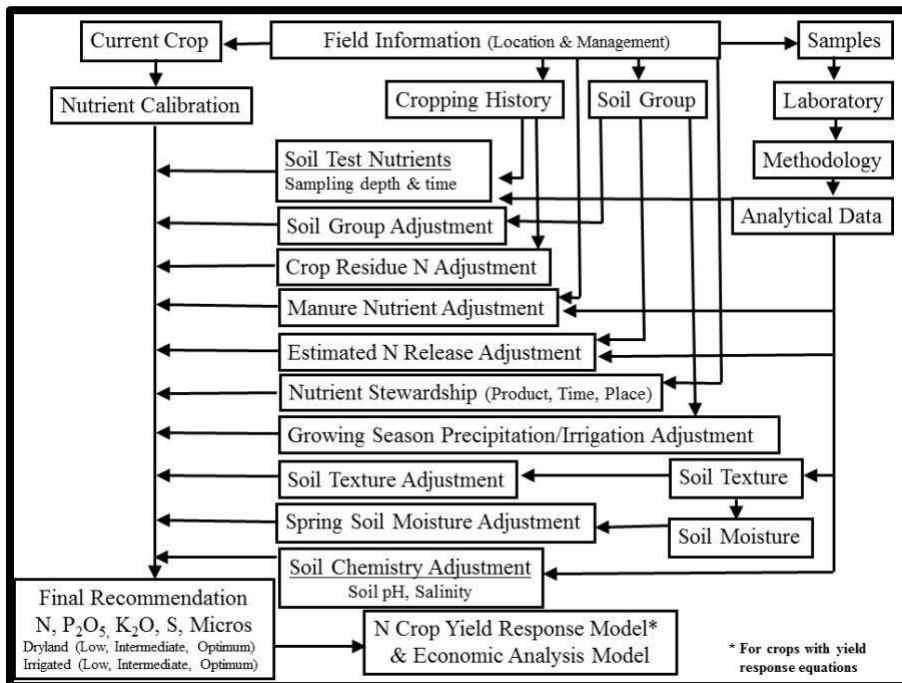 Current Crop
Field Information (Location & Management)
Samples
Nutrient Calibration
Cropping History
Soil Group
Laboratory
Soil Test Nutrients
Sampling depth & time
Methodology
Soil Group Adjustment
Analytical Data
Crop Residue N Adjustment
Manure Nutrient Adjustment
Estimated N Release Adjustment
Nutrient Stewardship (Product, Time, Place)
Growing Season Precipitation/Irrigation Adjustment
Soil Texture Adjustment
Soil Texture
Spring Soil Moisture Adjustment
Soil Moisture
Soil Chemistry Adjustment
Soil pH, Salinity
Final Recommendation
N, P₂O₅, K₂O, S, Micros
Dryland (Low, Intermediate, Optimum)
Irrigated (Low, Intermediate, Optimum)
N Crop Yield Response Model*
& Economic Analysis Model
* For crops with yield
response equations